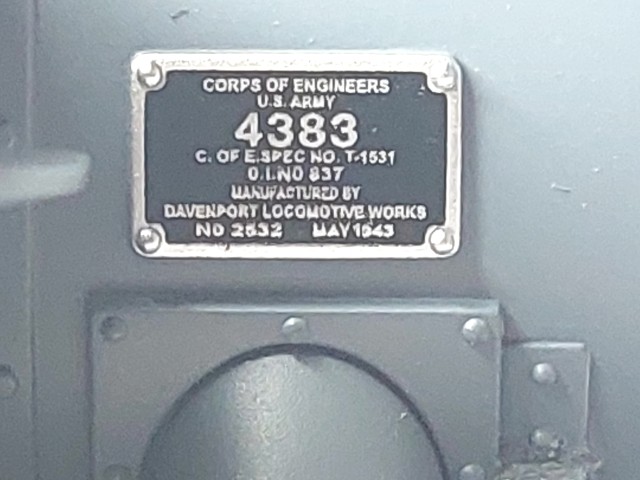 CORPS OF ENGINEERS
U.S. ARMY
4383
C. OF E. SPEC NO. T-1531
O.I. NO 837
MANUFACTURED BY
DAVENPORT LOCOMOTIVE WORKS
NO 2532 MAY 1943